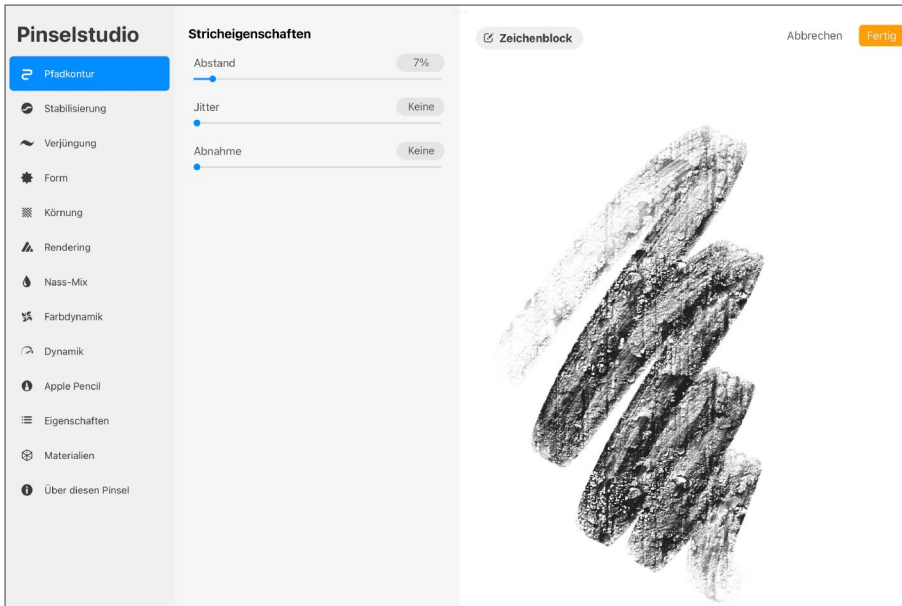 Pinselstudio
Pfadkontur
Stabilisierung
Verjüngung
Form
Körnung
Rendering
Nass-Mix
Farbdynamik
Dynamik
Apple Pencil
Eigenschaften
Materialien
Über diesen Pinsel
Stricheigenschaften
Abstand 7%
Jitter Keine
Abnahme Keine
Zeichenblock
Abbrechen Fertig